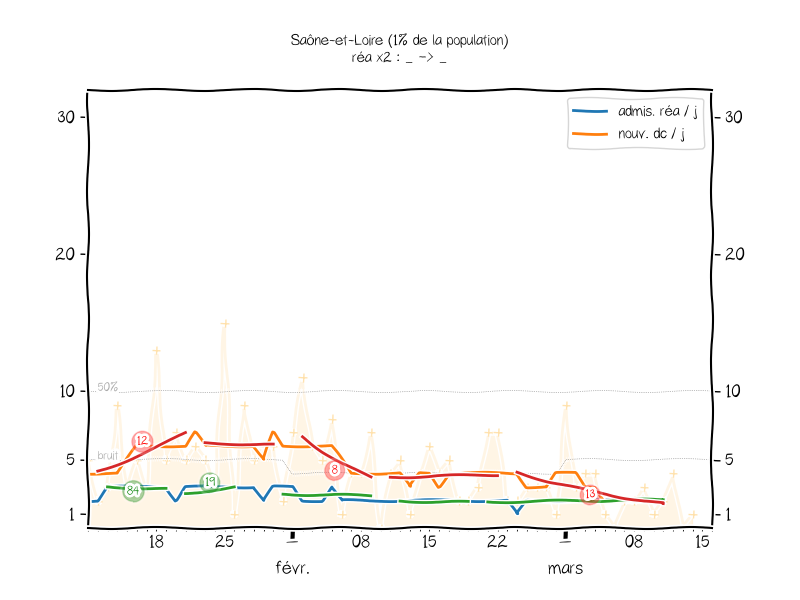 Saône-et-Loire (1% de la population)
réa x2 : _ -> _
admis. réa / j
nouv. dc / j
30
30
20
20
10
10
50%
12
8
bruit
5
5
19
84
13
1
1
18 25 08 15 22 08 15
févr. mars